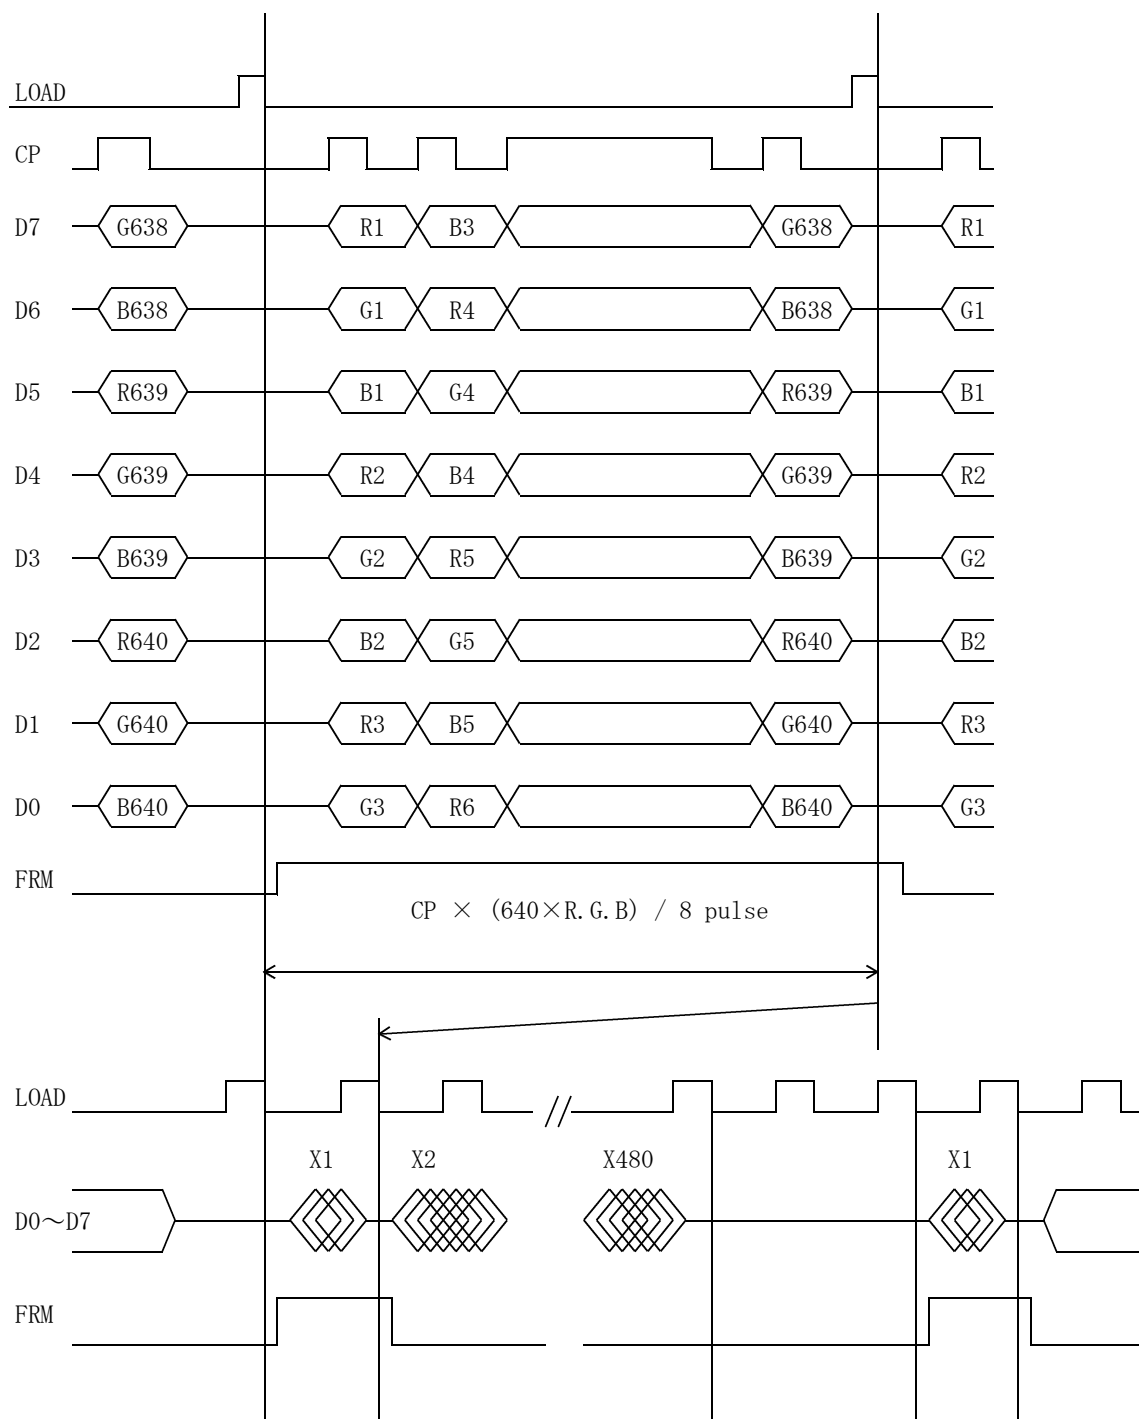 LOAD
CP
D7 G638 R1 B3 G638 R1
D6 B638 G1 R4 B638 G1
D5 R639 B1 G4 R639 B1
D4 G639 R2 B4 G639 R2
D3 B639 G2 R5 B639 G2
D2 R640 B2 G5 R640 B2
D1 G640 R3 B5 G640 R3
D0 B640 G3 R6 B640 G3
FRM
CP × (640×R.G.B) / 8 pulse
LOAD
X1 X2 X480 X1
D0～D7
FRM